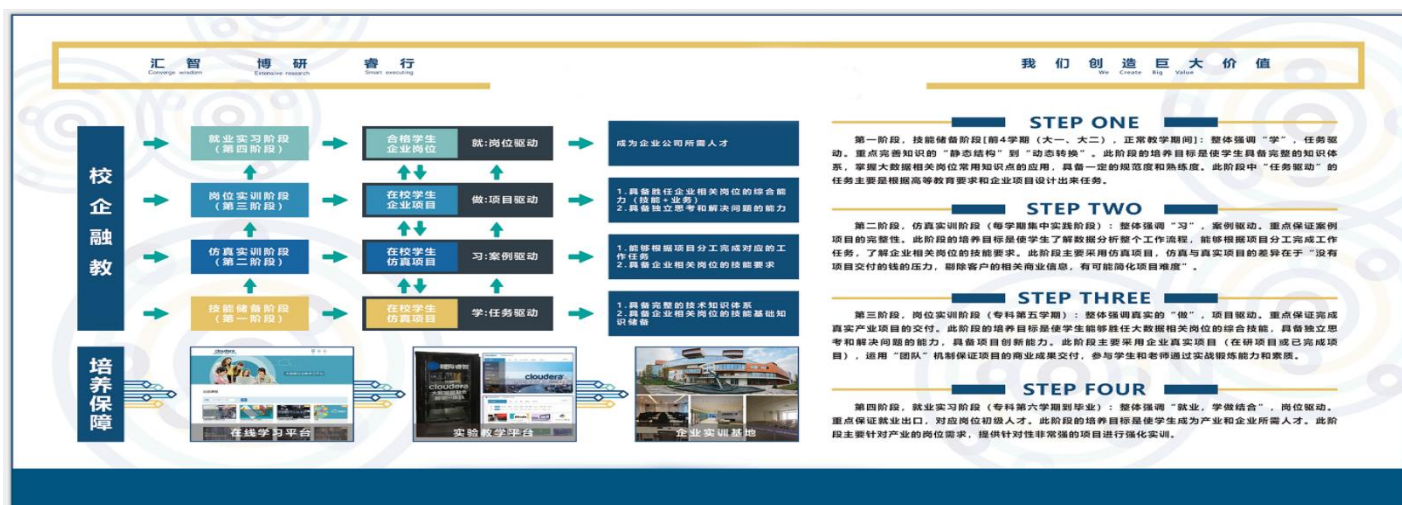 汇智 博研 睿行
Converge wisdom Extensive research Smart executing
我们创造巨大价值
We Create Big Value
校企融教
就业实习阶段
(第四阶段)
合格学生
企业岗位
就:岗位驱动
成为企业公司所需人才
岗位实训阶段
(第三阶段)
在校学生
企业项目
做:项目驱动
1.具备胜任企业相关岗位的综合能
力(技能+业务)
2.具备独立思考和解决问题的能力
仿真实训阶段
(第二阶段)
在校学生
仿真项目
习:案例驱动
1.能够根据项目分工完成对应的工
作任务
2.具备企业相关岗位的技能要求
技能储备阶段
(第一阶段)
在校学生
仿真项目
学:任务驱动
1.具备完整的技术知识体系
2.具备企业相关岗位的技能基础知
识储备
培养保障
cloudera
在线学习平台
cloudera
cloudera
实验教学平台
企业实训基地
STEP ONE
第一阶段,技能储备阶段[前4学期(大一、大二),正常教学期间]:整体强调“学”,任务驱
动。重点完善知识的“静态结构”到“动态转换”。此阶段的培养目标是使学生具备完整的知识体
系,掌握大数据相关岗位常用知识点的应用,具备一定的规范度和熟练度。此阶段中“任务驱动”的
任务主要是根据高等教育要求和企业项目设计出来任务。
STEP TWO
第二阶段,仿真实训阶段(每学期集中实践阶段):整体强调“习”,案例驱动。重点保证案例
项目的完整性。此阶段的培养目标是使学生了解数据分析整个工作流程,能够根据项目分工完成工作
任务,了解企业相关岗位的技能要求。此阶段主要采用仿真项目,仿真与真实项目的差异在于“没有
项目交付的钱的压力,剔除客户的相关商业信息,有可能简化项目难度”。
STEP THREE
第三阶段,岗位实训阶段(专科第五学期):整体强调真实的“做”,项目驱动。重点保证完成
真实产业项目的交付。此阶段的培养目标是使学生能够胜任大数据相关岗位的综合技能,具备独立思
考和解决问题的能力,具备项目创新能力。此阶段主要采用企业真实项目(在研项目或已完成项
目),运用“团队”机制保证项目的商业成果交付,参与学生和老师通过实战锻炼能力和素质。
STEP FOUR
第四阶段,就业实习阶段(专科第六学期到毕业):整体强调“就业,学做结合”,岗位驱动。
重点保证就业出口,对应岗位初级人才。此阶段的培养目标是使学生成为产业和企业所需人才。此阶
段主要针对产业的岗位需求,提供针对性非常强的项目进行强化实训。